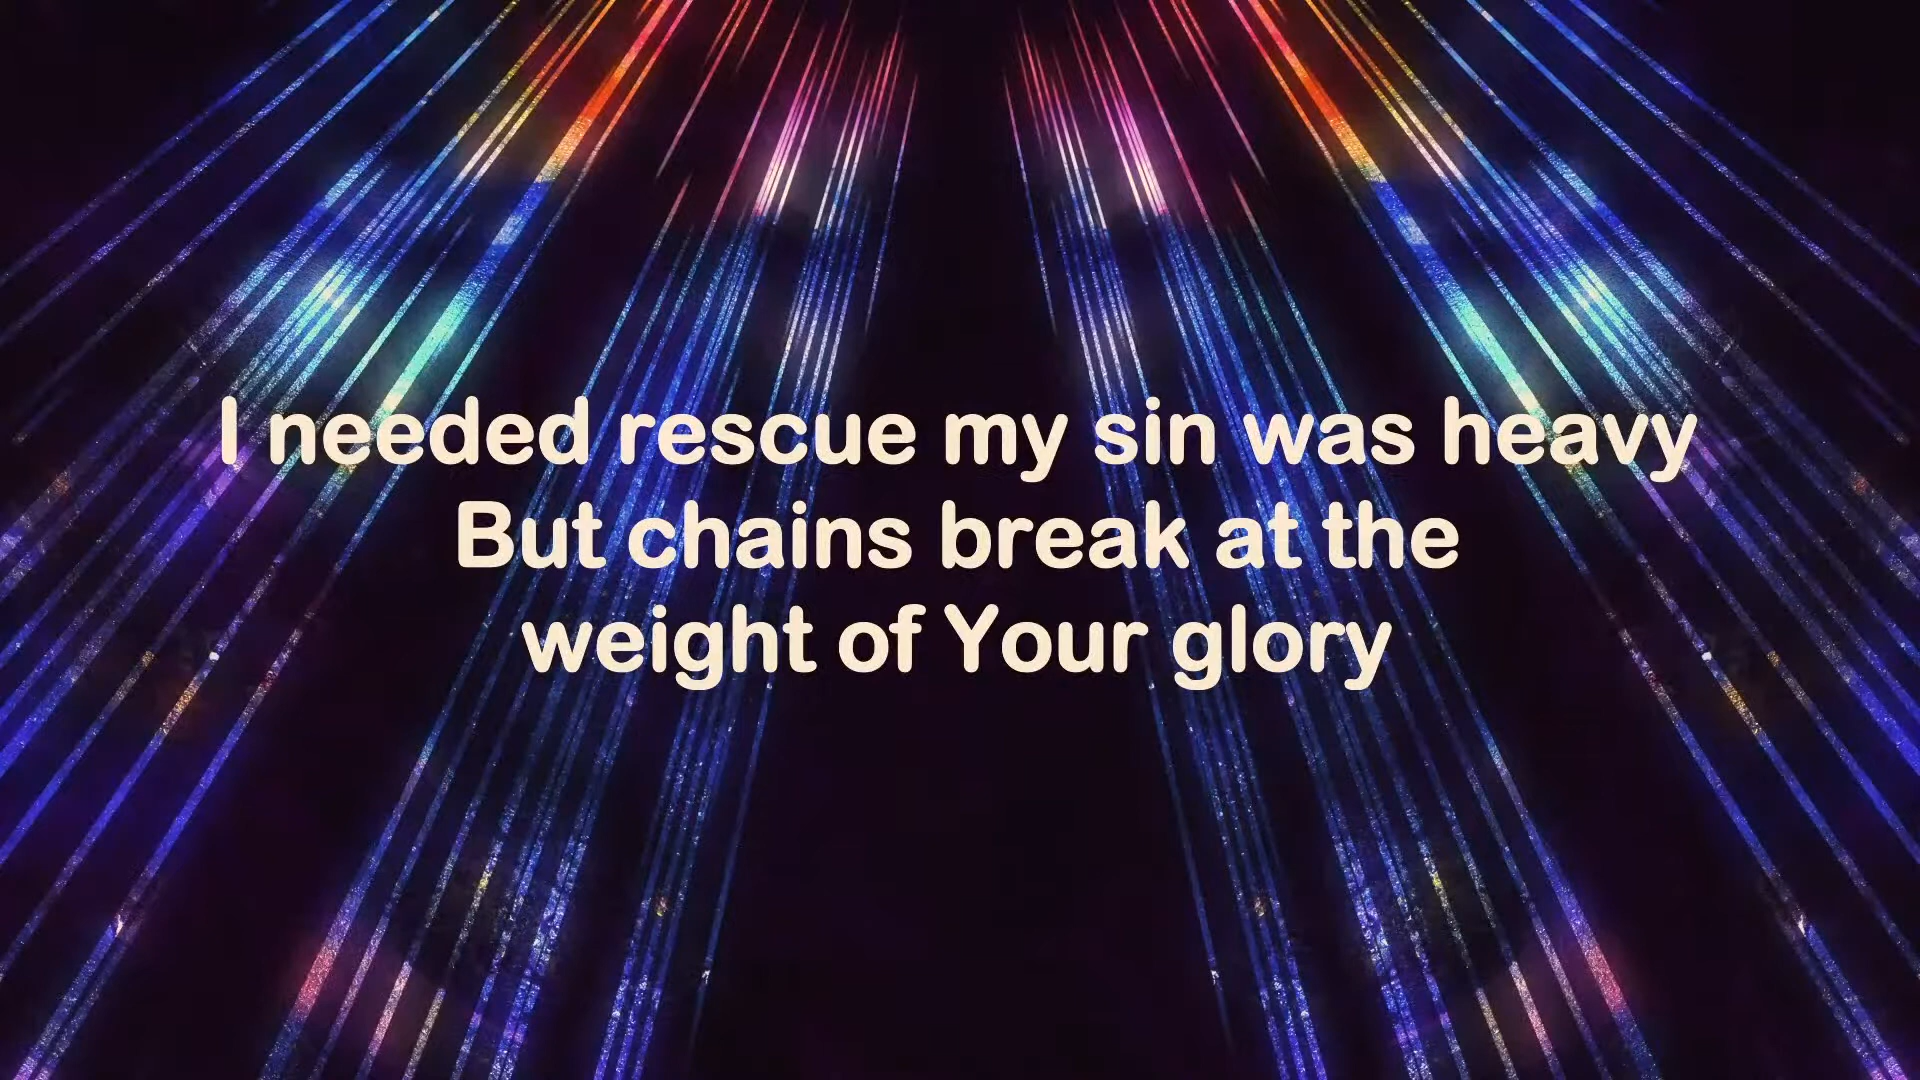 I needed rescue my sin was heavy
But chains break at the
weight of Your glory